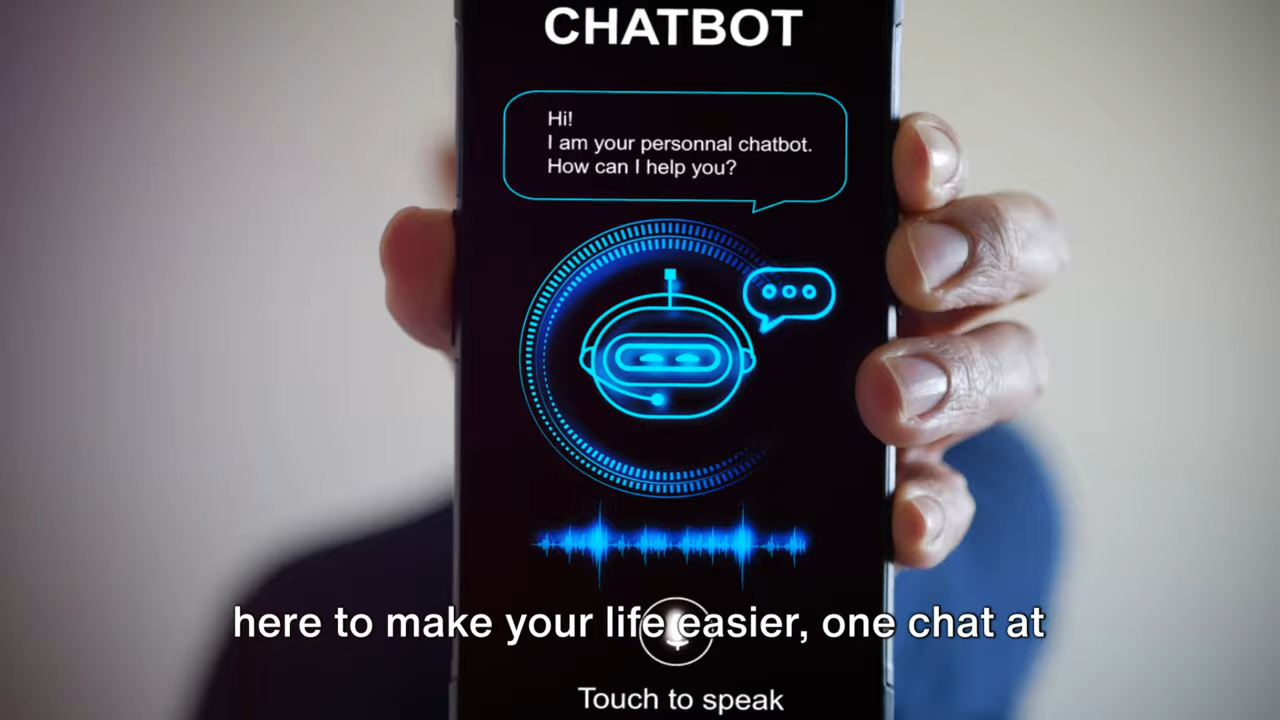 CHATBOT
Hi!
I am your personnal chatbot.
How can I help you?
here to make your life easier, one chat at
Touch to speak